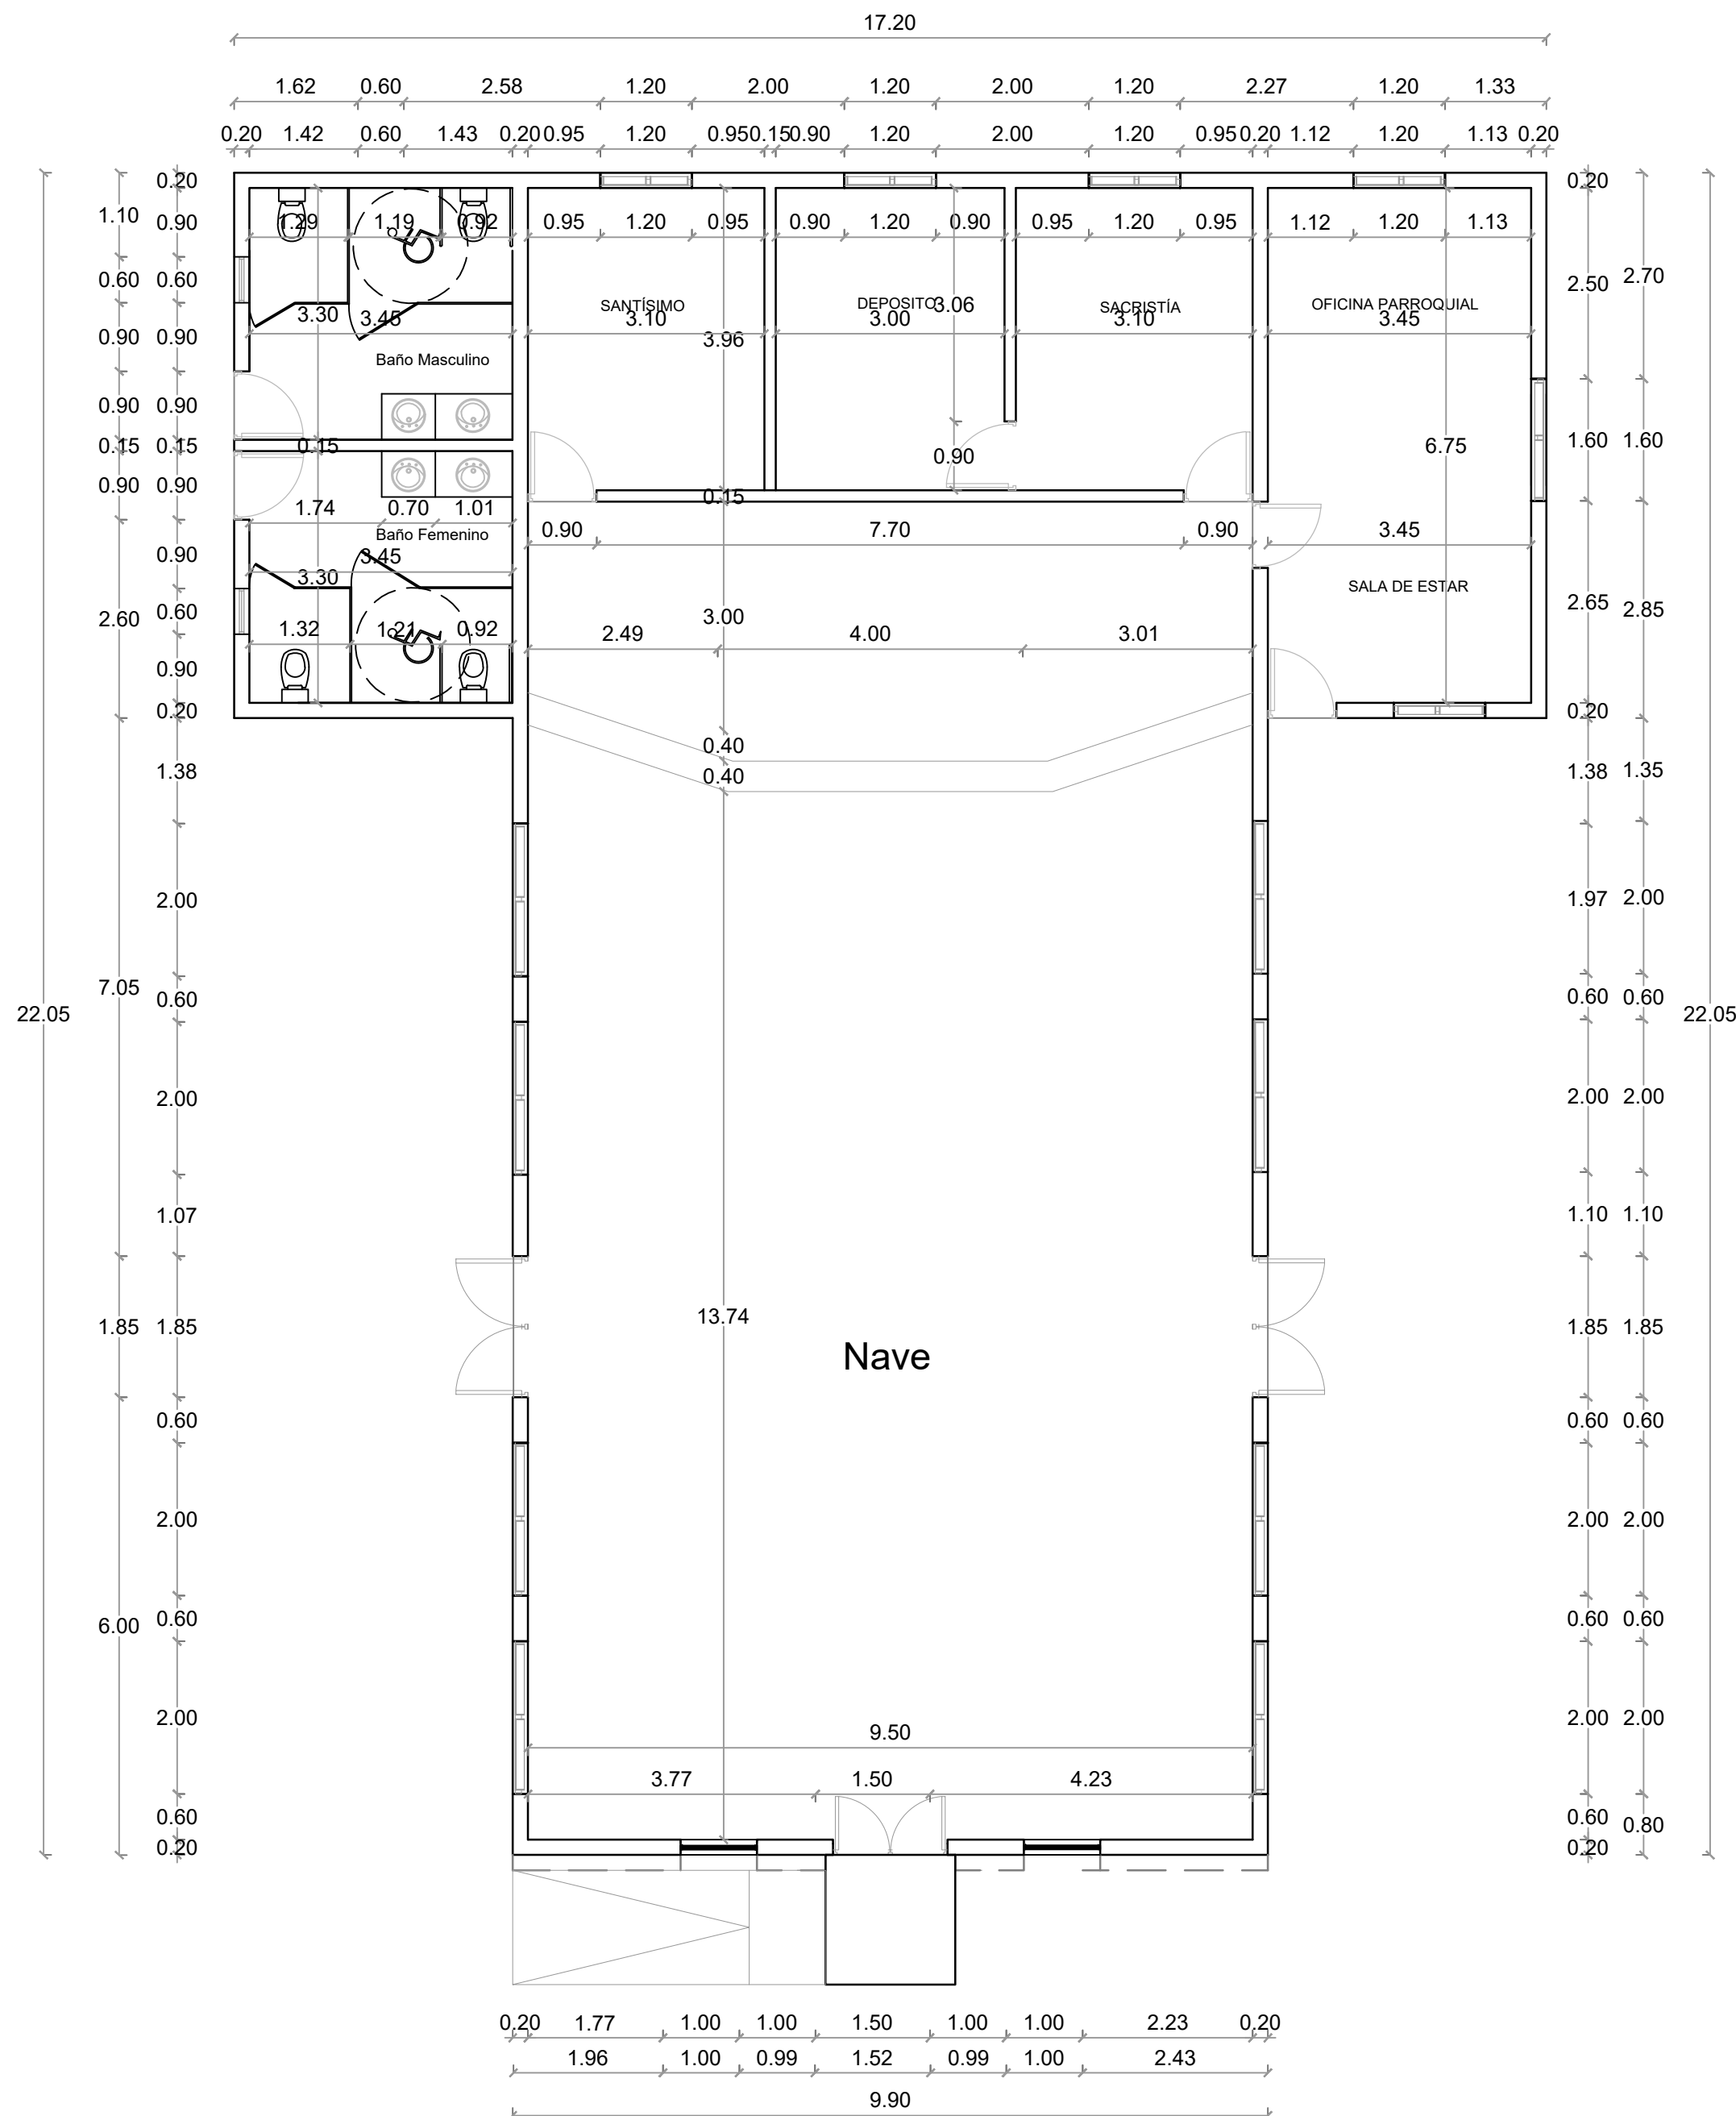 17.20
1.62 0.60 2.58 1.20 2.00 1.20 2.00 1.20 2.27 1.20 1.33
0.20 1.42 0.60 1.43 0.20 0.95 1.20 0.95 0.15 0.90 1.20 2.00 1.20 0.95 0.20 1.12 1.20 1.13 0.20
0.20 0.20
1.10 0.90 1.29 1.19 0.92 0.95 1.20 0.95 0.90 1.20 0.90 0.95 1.20 0.95 1.12 1.20 1.13
0.60 0.60 2.50 2.70
SANTÍSIMO DEPOSITO 3.06 SACRISTÍA OFICINA PARROQUIAL
3.30 3.45 3.10 3.00 3.10 3.45
0.90 0.90 3.96
Baño Masculino
0.90 0.90
0.15 0.15 0.15 6.75 1.60 1.60
0.90
0.90 0.90 0.15
1.74 0.70 1.01
Baño Femenino 0.90 7.70 0.90 3.45
0.90 3.45
3.30 SALA DE ESTAR
2.60 0.60 3.00 2.65 2.85
1.32 1.21 0.92 2.49 4.00 3.01
0.90
0.20 0.20
0.40
1.38 0.40 1.38 1.35
2.00 1.97 2.00
7.05 0.60 0.60 0.60
22.05 22.05
2.00 2.00 2.00
1.07 1.10 1.10
13.74
1.85 1.85 1.85 1.85
Nave
0.60 0.60 0.60
2.00 2.00 2.00
6.00 0.60 0.60 0.60
2.00 2.00 2.00
9.50
3.77 1.50 4.23
0.60 0.60 0.80
0.20 0.20
0.20 1.77 1.00 1.00 1.50 1.00 1.00 2.23 0.20
1.96 1.00 0.99 1.52 0.99 1.00 2.43
9.90